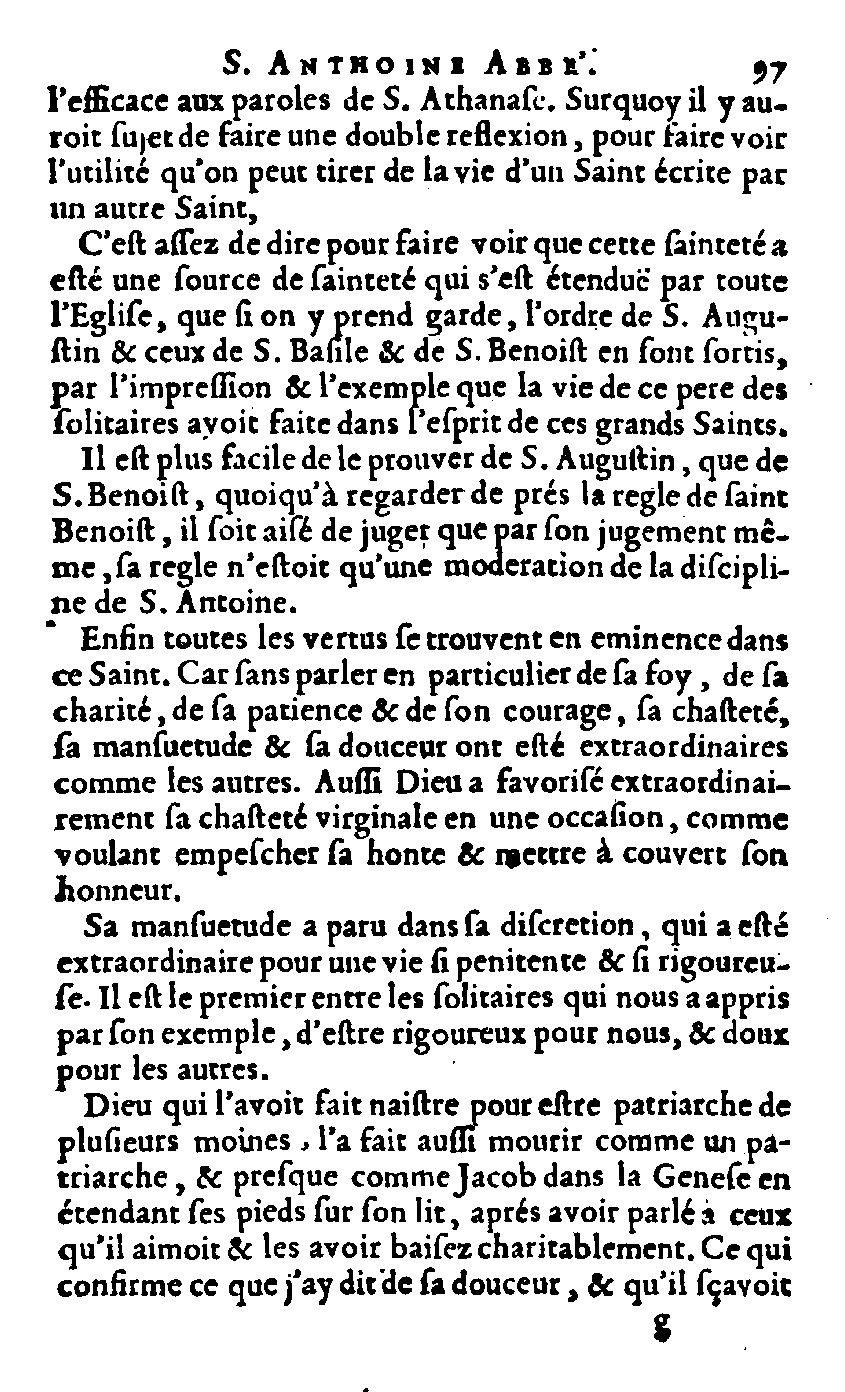 S. ANTHOINE ABBE'. 97
l'efficace aux paroles de S. Athanaſe. Surquoy il y au-
roit ſujet de faire une double reflexion, pour faire voir
l'utilité qu'on peut tirer de la vie d'un Saint écrite par
un autre Saint,
C'eſt aſſez de dire pour faire voir que cette ſainteté a
eſté une ſource de ſainteté qui s'eſt étenduë par toute
l'Egliſe, que ſi on y prend garde, l'ordre de S. Augu-
ſtin & ceux de S. Baſile & de S. Benoiſt en ſont ſortis,
par l'impreſſion & l'exemple que la vie de ce pere des
ſolitaires avoit faite dans l'eſprit de ces grands Saints.
Il eſt plus facile de le prouver de S. Auguſtin, que de
S. Benoiſt, quoiqu'à regarder de prés la regle de ſaint
Benoiſt, il ſoit aiſé de juger que par ſon jugement mê-
me, ſa regle n'eſtoit qu'une moderation de la diſcipli-
ne de S. Antoine.
Enfin toutes les vertus ſe trouvent en eminence dans
ce Saint. Car ſans parler en particulier de ſa foy, de ſa
charité, de ſa patience & de ſon courage, ſa chaſteté,
ſa manſuetude & ſa douceur ont eſté extraordinaires
comme les autres. Auſſi Dieu a favoriſé extraordinai-
rement ſa chaſteté virginale en une occaſion, comme
voulant empeſcher ſa honte & mettre à couvert ſon
honneur.
Sa manſuetude a paru dans ſa diſcretion, qui a eſté
extraordinaire pour une vie ſi penitente & ſi rigoureu-
ſe. Il eſt le premier entre les ſolitaires qui nous a appris
par ſon exemple, d'eſtre rigoureux pour nous, & doux
pour les autres.
Dieu qui l'avoit fait naiſtre pour eſtre patriarche de
pluſieurs moines, l'a fait auſſi mourir comme un pa-
triarche, & preſque comme Jacob dans la Geneſe en
étendant ſes pieds ſur ſon lit, aprés avoir parlé à ceux
qu'il aimoit & les avoir baiſez charitablement. Ce qui
confirme ce que j'ay dit de ſa douceur, & qu'il ſçavoit
g